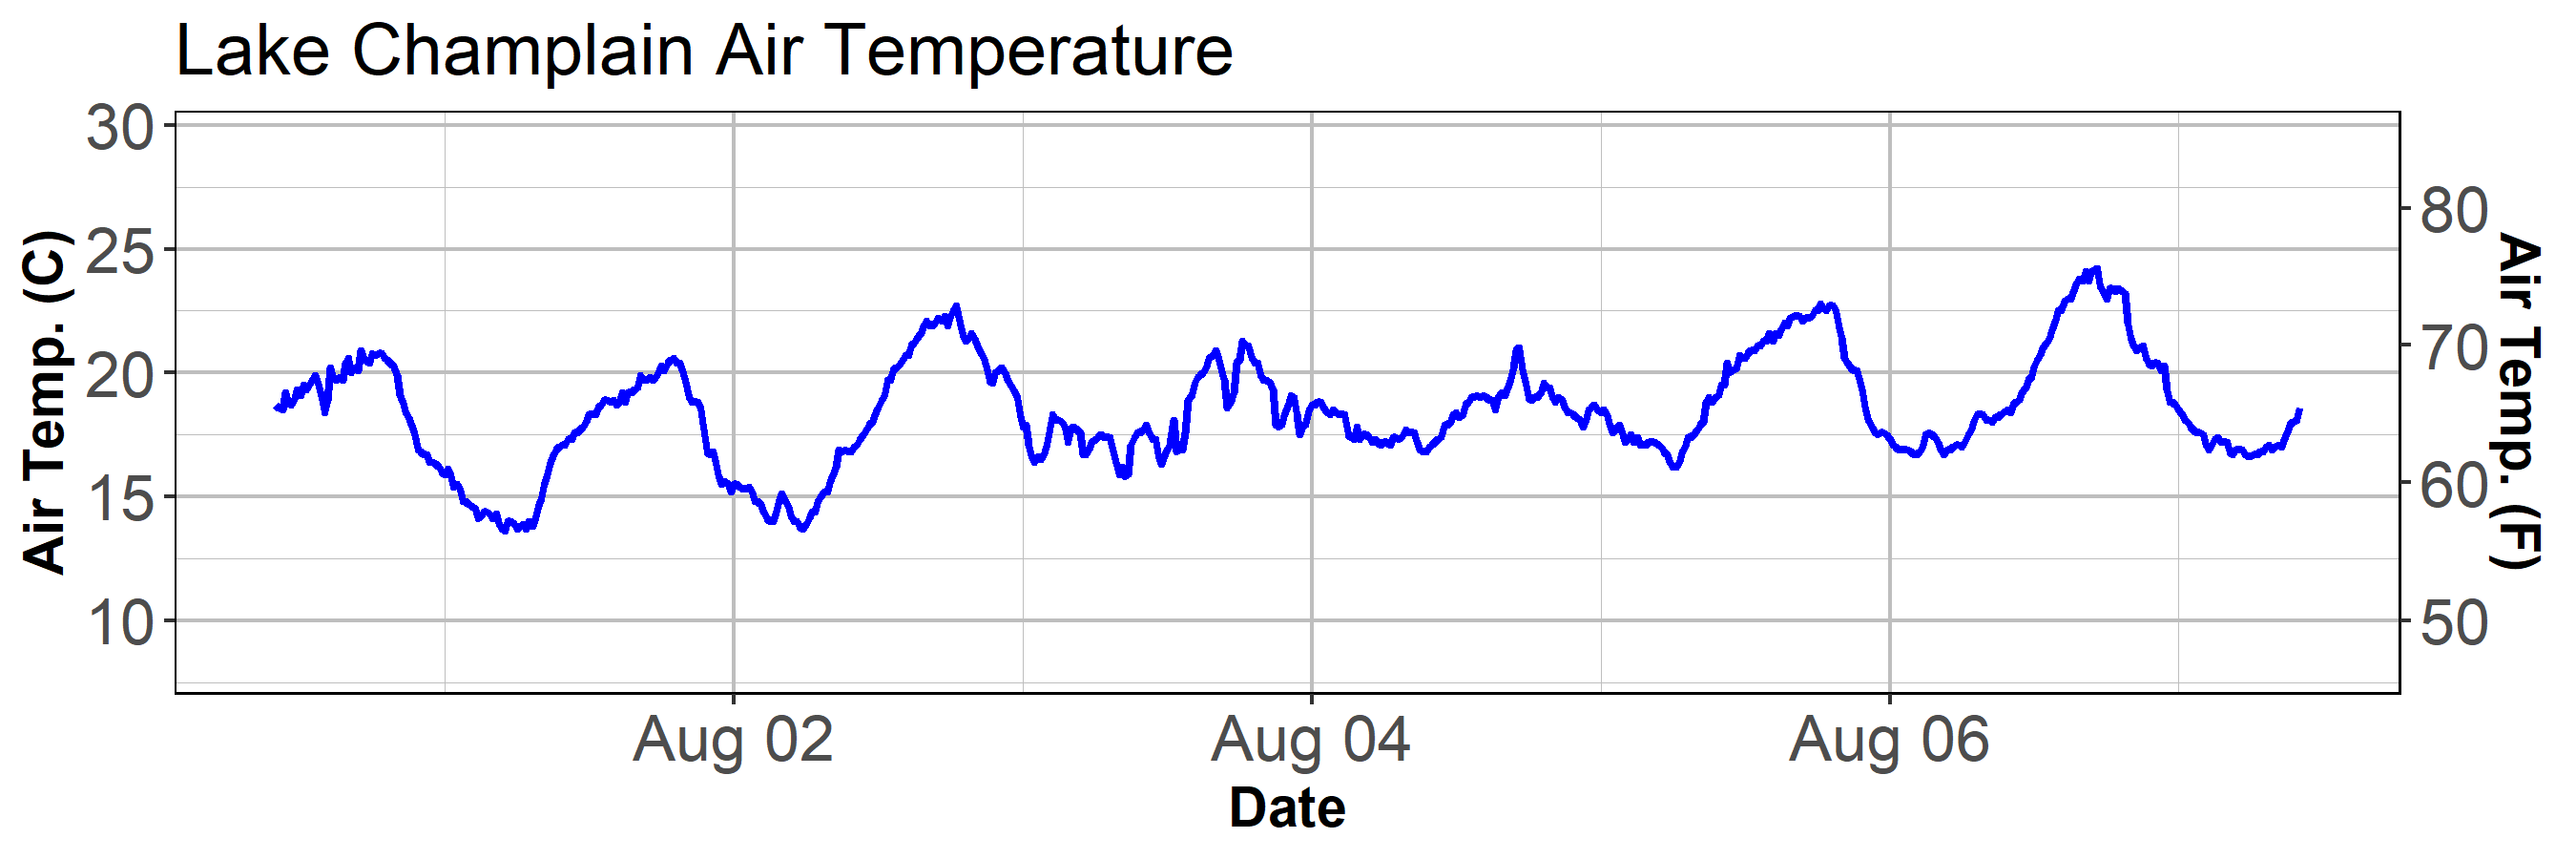 Lake Champlain Air Temperature
Air Temp. (C)
30
25
20
15
10
80
70
60
50
Air Temp. (F)
Aug 02 Aug 04 Aug 06
Date